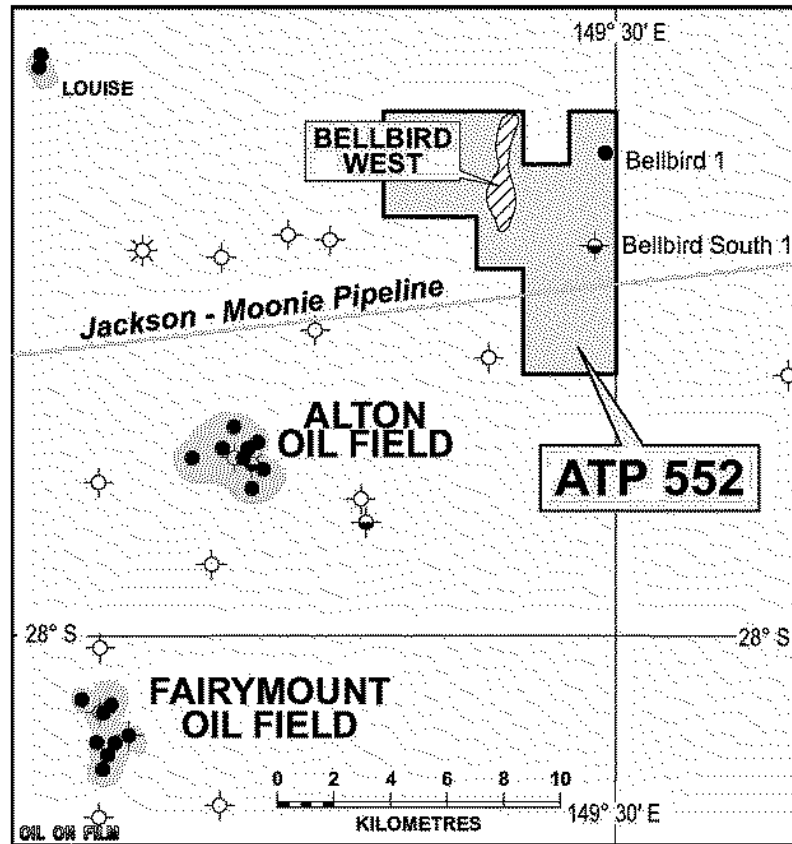 149° 30' E
LOUISE
BELLBIRD
WEST
Bellbird 1
Bellbird South 1
Jackson - Moonie Pipeline
ALTON
OIL FIELD
ATP 552
28° S
28° S
FAIRYMOUNT
OIL FIELD
0 2 4 6 8 10
KILOMETRES
149° 30' E
OIL ON FILM